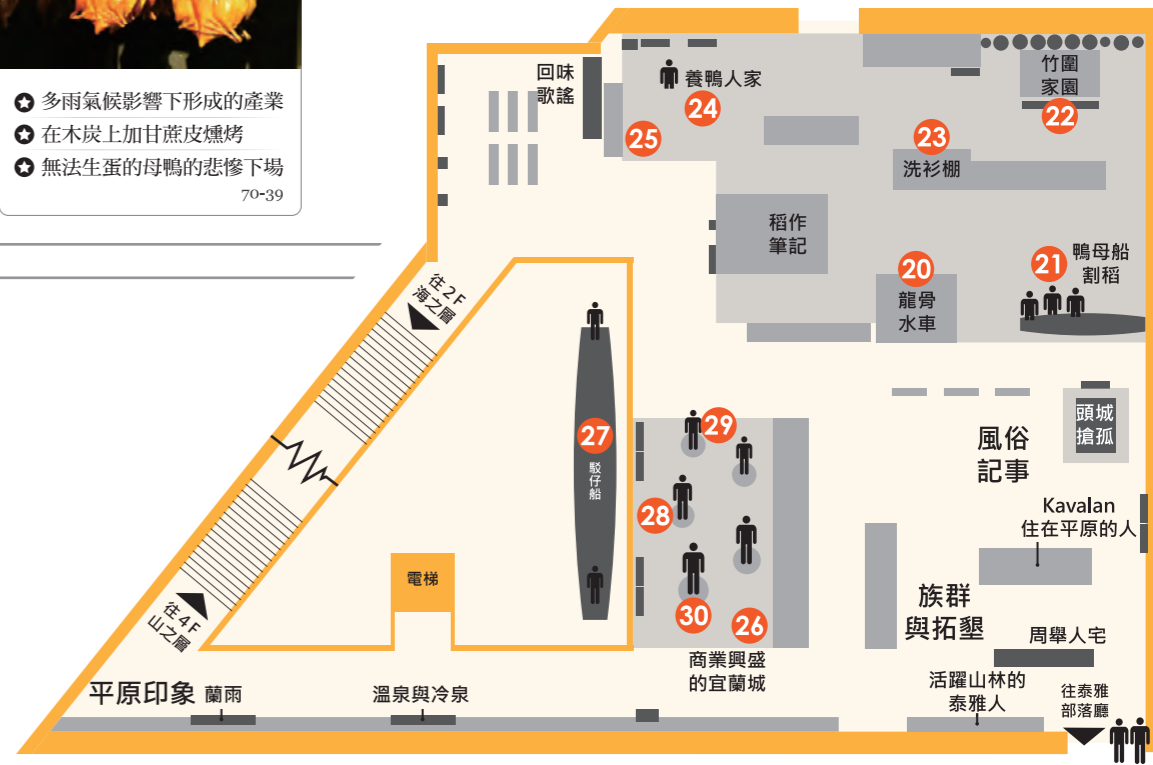 多雨氣候影響下形成的產業
在木炭上加甘蔗皮燻烤
無法生蛋的母鴨的悲慘下場
70-39
回味
歌謠
養鴨人家
24
25
竹圍
家園
22
23
洗衫棚
稻作
筆記
20
龍骨
水車
21
鴨母船
割稻
往2F
海之層
27
駁仔船
29
28
30
26
商業興盛
的宜蘭城
頭城
搶孤
風俗
記事
Kavalan
住在平原的人
電梯
往4F
山之層
族群
與拓墾
周舉人宅
平原印象
蘭雨
溫泉與冷泉
活躍山林的
泰雅人
往泰雅
部落廳